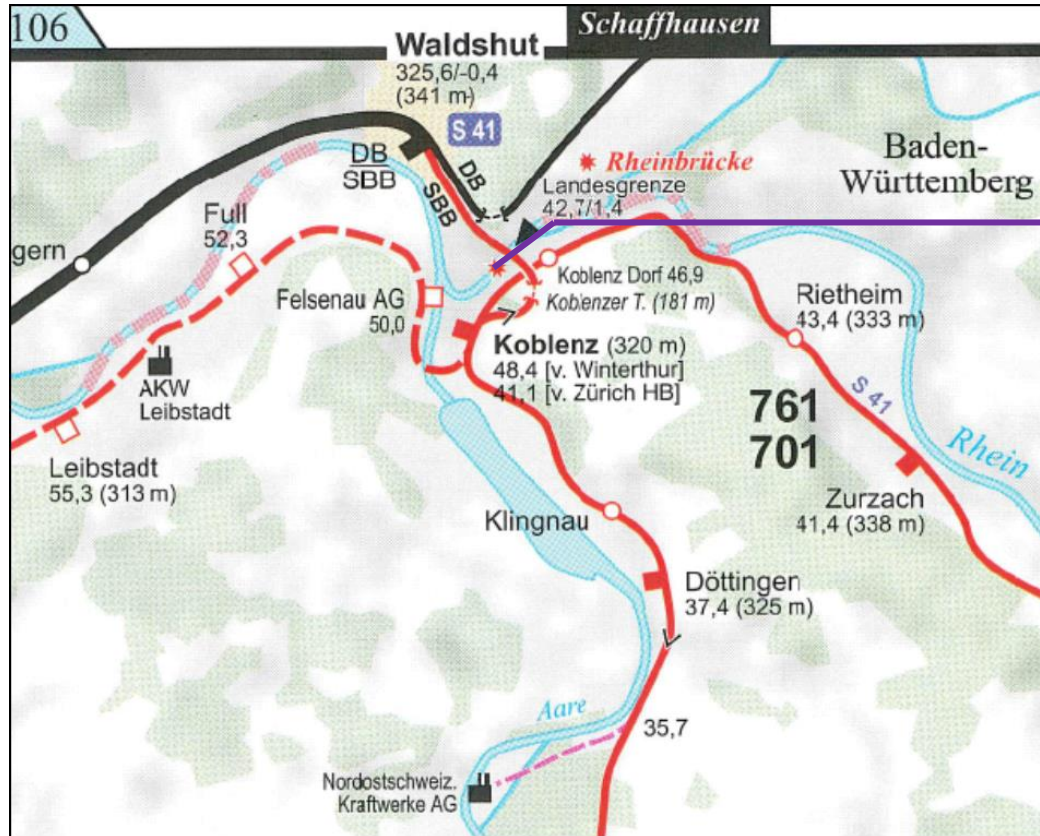 106
Schaffhausen
Waldshut
325,6/-0,4
(341 m)
S 41
DB
SBB
DB
SBB
Rheinbrücke
Landesgrenze
42,7/1,4
Baden-
Württemberg
Full
52,3
gern
Felsenau AG
50,0
Koblenz Dorf 46,9
Koblenzer T. (181 m)
Koblenz (320 m)
48,4 [v. Winterthur]
41,1 [v. Zürich HB]
Rietheim
43,4 (333 m)
AKW
Leibstadt
761
701
S 41
Rhein
Leibstadt
55,3 (313 m)
Zurzach
41,4 (338 m)
Klingnau
Döttingen
37,4 (325 m)
Aare
35,7
Nordostschweiz.
Kraftwerke AG